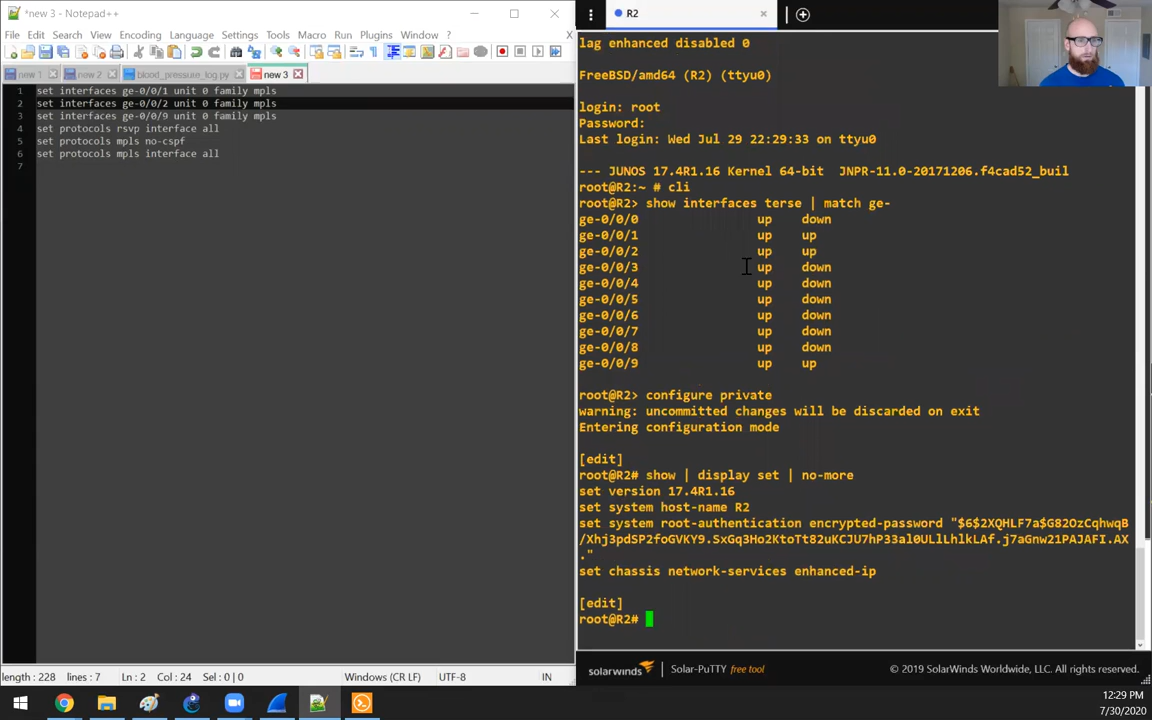 *new 3 - Notepad++
File Edit Search View Encoding Language Settings Tools Macro Run Plugins Window ?
new 1 new 2 blood_pressure_log.py new 3
1 set interfaces ge-0/0/1 unit 0 family mpls
2 set interfaces ge-0/0/2 unit 0 family mpls
3 set interfaces ge-0/0/9 unit 0 family mpls
4 set protocols rsvp interface all
5 set protocols mpls no-cspf
6 set protocols mpls interface all
7
length : 228 lines : 7 Ln : 2 Col : 24 Sel : 0 | 0 Windows (CR LF) UTF-8 IN
R2
lag enhanced disabled 0
FreeBSD/amd64 (R2) (ttyu0)
login: root
Password:
Last login: Wed Jul 29 22:29:33 on ttyu0
--- JUNOS 17.4R1.16 Kernel 64-bit  JNPR-11.0-20171206.f4cad52_buil
root@R2:~ # cli
root@R2> show interfaces terse | match ge-
ge-0/0/0 up down
ge-0/0/1 up up
ge-0/0/2 up up
ge-0/0/3 up down
ge-0/0/4 up down
ge-0/0/5 up down
ge-0/0/6 up down
ge-0/0/7 up down
ge-0/0/8 up down
ge-0/0/9 up up
root@R2> configure private
warning: uncommitted changes will be discarded on exit
Entering configuration mode
[edit]
root@R2# show | display set | no-more
set version 17.4R1.16
set system host-name R2
set system root-authentication encrypted-password "$6$2XQHLF7a$G82OzCqhwqB
/Xhj3pdSP2foGVKY9.SxGq3Ho2KtoTt82uKCJU7hP33al0ULlLhlkLAf.j7aGnw21PAJAFI.AX
."
set chassis network-services enhanced-ip
[edit]
root@R2#
solarwinds Solar-PuTTY free tool © 2019 SolarWinds Worldwide, LLC. All rights reserved.
12:29 PM
7/30/2020